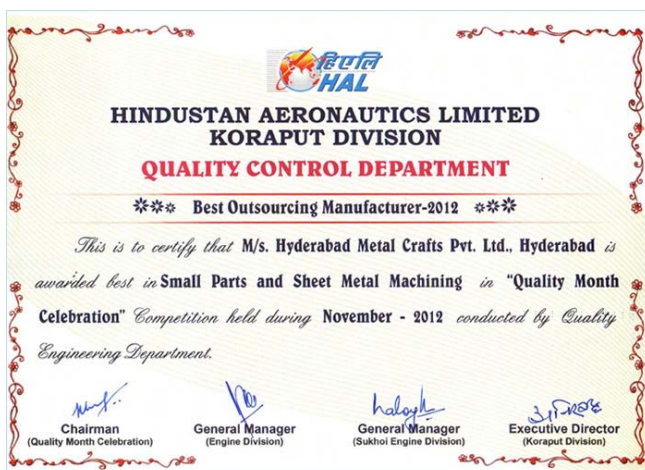 हिएलि
HAL
HINDUSTAN AERONAUTICS LIMITED
KORAPUT DIVISION
QUALITY CONTROL DEPARTMENT
Best Outsourcing Manufacturer-2012
This is to certify that M/s. Hyderabad Metal Crafts Pvt. Ltd., Hyderabad is
awarded best in Small Parts and Sheet Metal Machining in "Quality Month
Celebration" Competition held during November - 2012 conducted by Quality
Engineering Department.
Chairman
(Quality Month Celebration)
General Manager
(Engine Division)
General Manager
(Sukhoi Engine Division)
Executive Director
(Koraput Division)